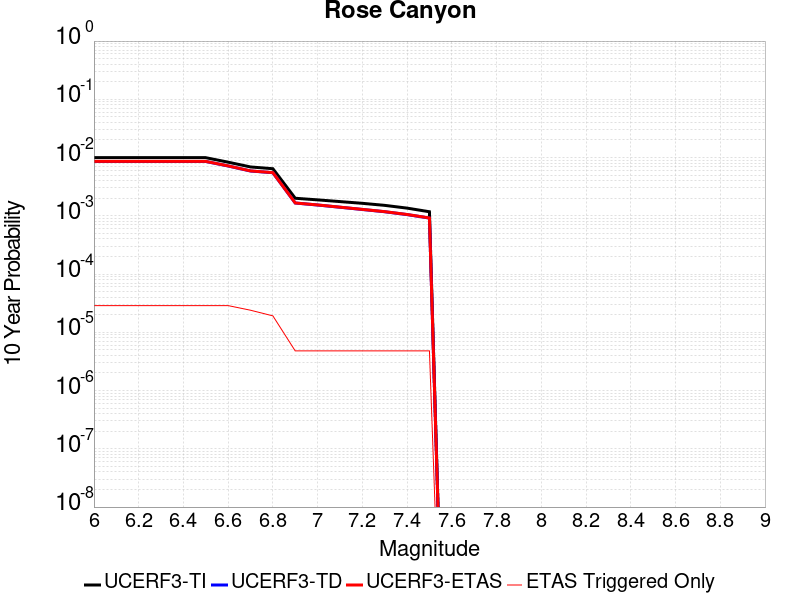 Rose Canyon
10 Year Probability
10^0
10^-1
10^-2
10^-3
10^-4
10^-5
10^-6
10^-7
10^-8
6 6.2 6.4 6.6 6.8 7 7.2 7.4 7.6 7.8 8 8.2 8.4 8.6 8.8 9
Magnitude
UCERF3-TI UCERF3-TD UCERF3-ETAS ETAS Triggered Only